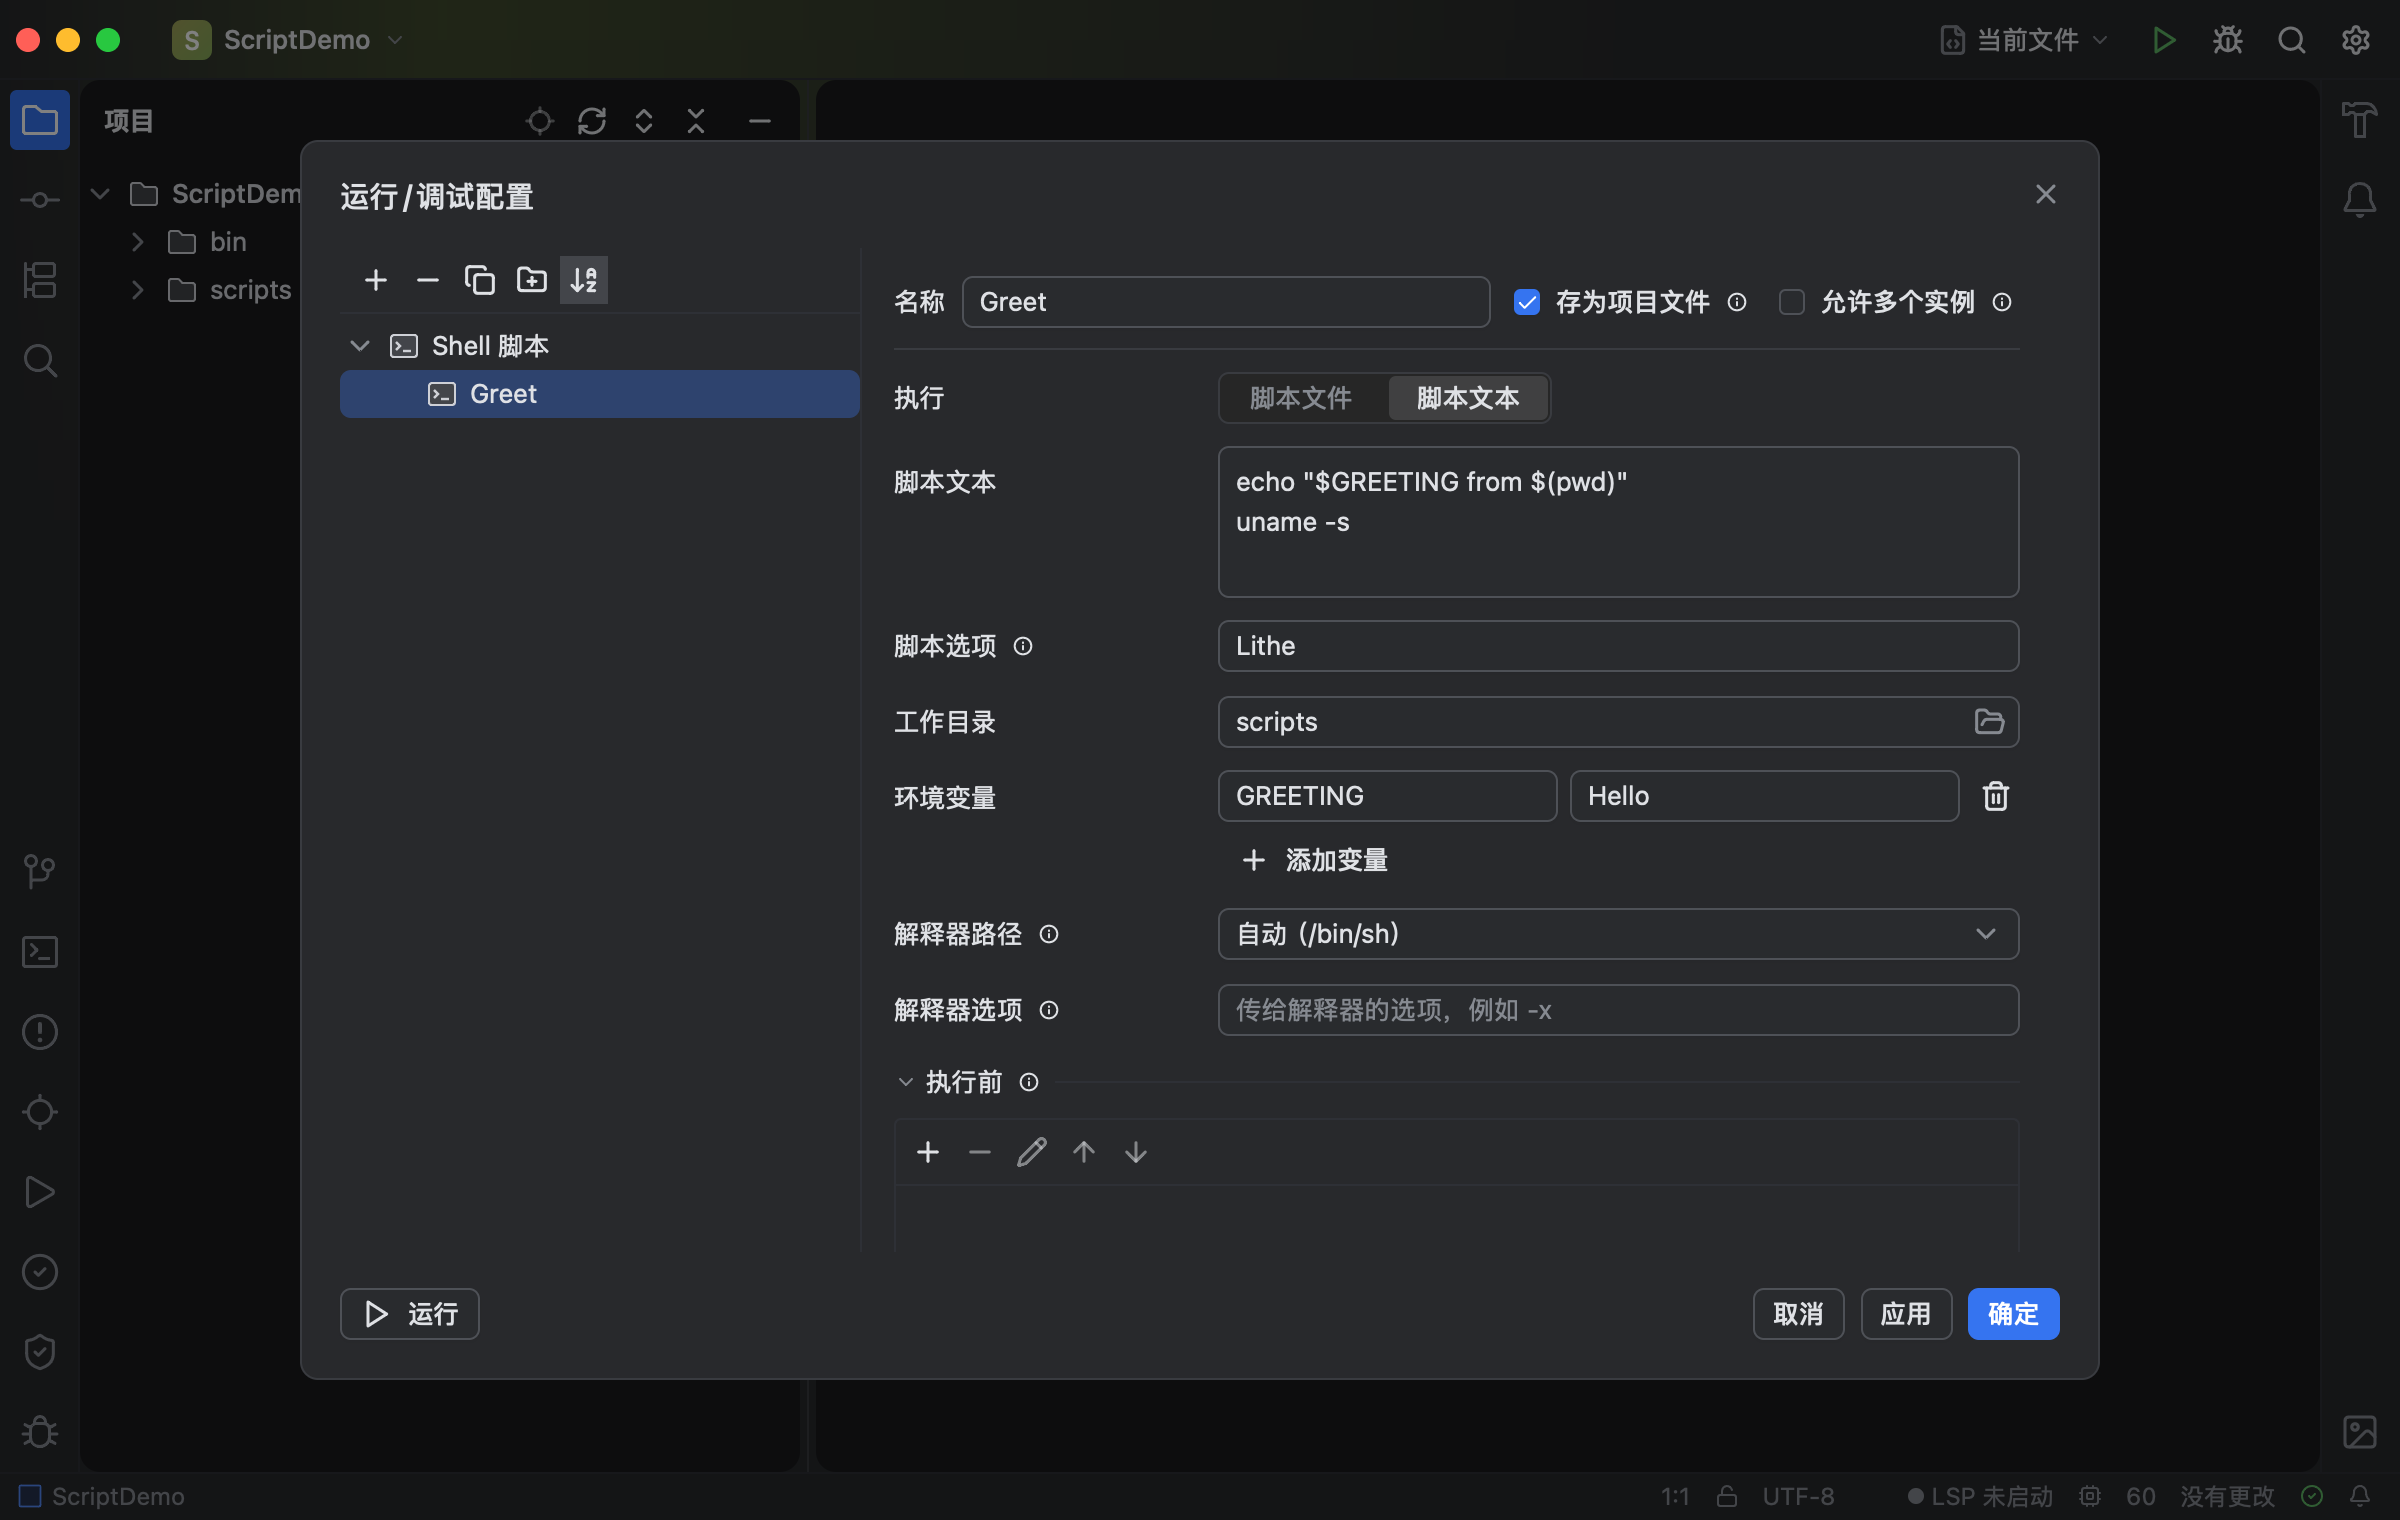 S ScriptDemo
当前文件
项目
ScriptDem
bin
scripts
运行/调试配置
Shell 脚本
Greet
名称 Greet 存为项目文件 允许多个实例
执行 脚本文件 脚本文本
脚本文本 echo "$GREETING from $(pwd)"
uname -s
脚本选项 Lithe
工作目录 scripts
环境变量 GREETING Hello
添加变量
解释器路径 自动 (/bin/sh)
解释器选项 传给解释器的选项，例如 -x
执行前
运行 取消 应用 确定
ScriptDemo 1:1 UTF-8 LSP 未启动 60 没有更改